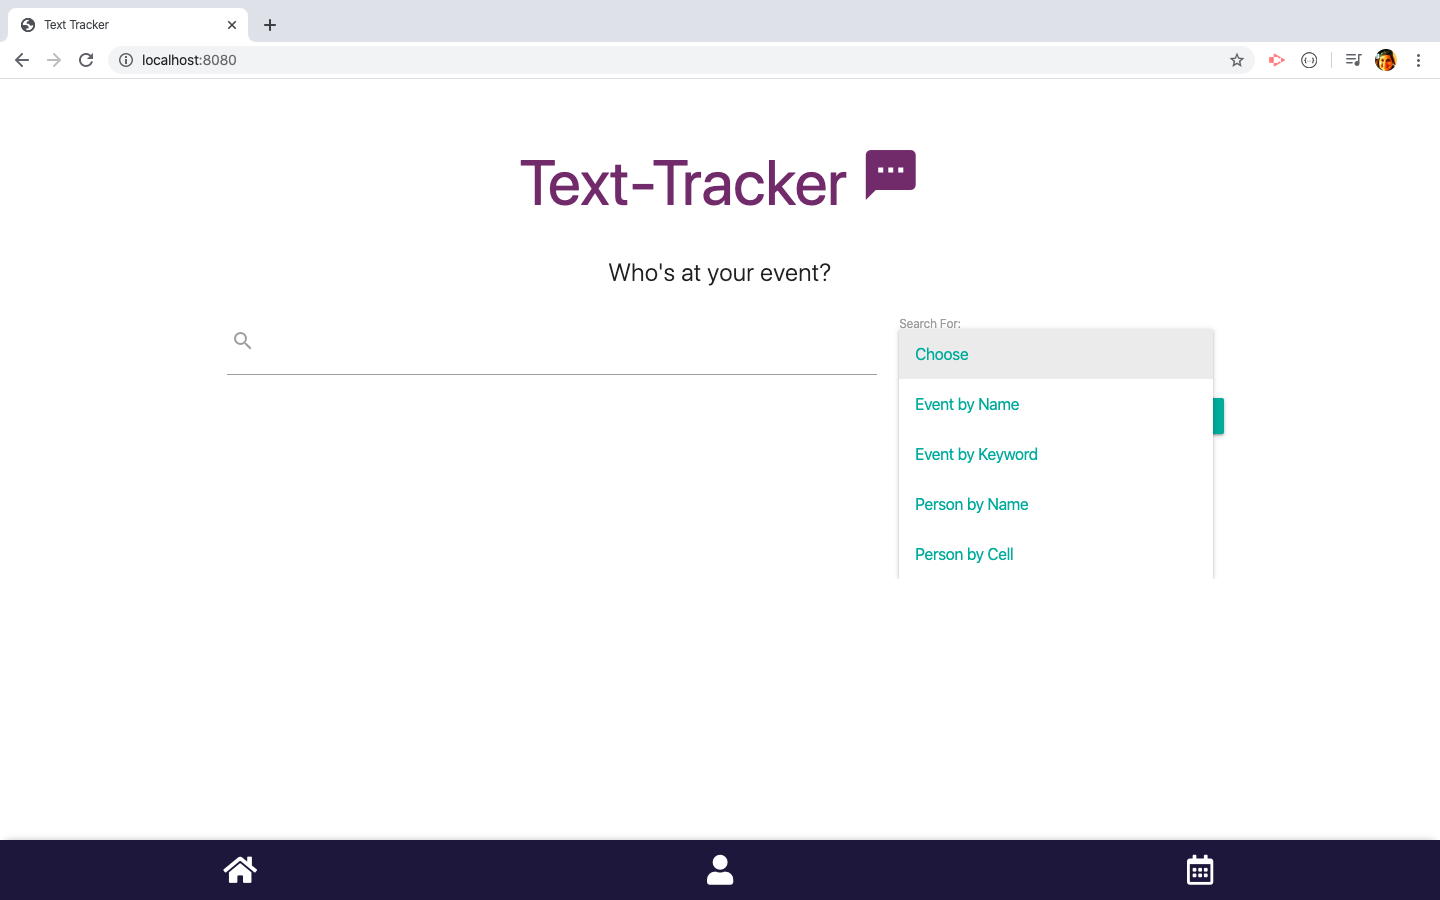 Text Tracker
localhost:8080
Text-Tracker
Who's at your event?
Search For:
Choose
Event by Name
Event by Keyword
Person by Name
Person by Cell